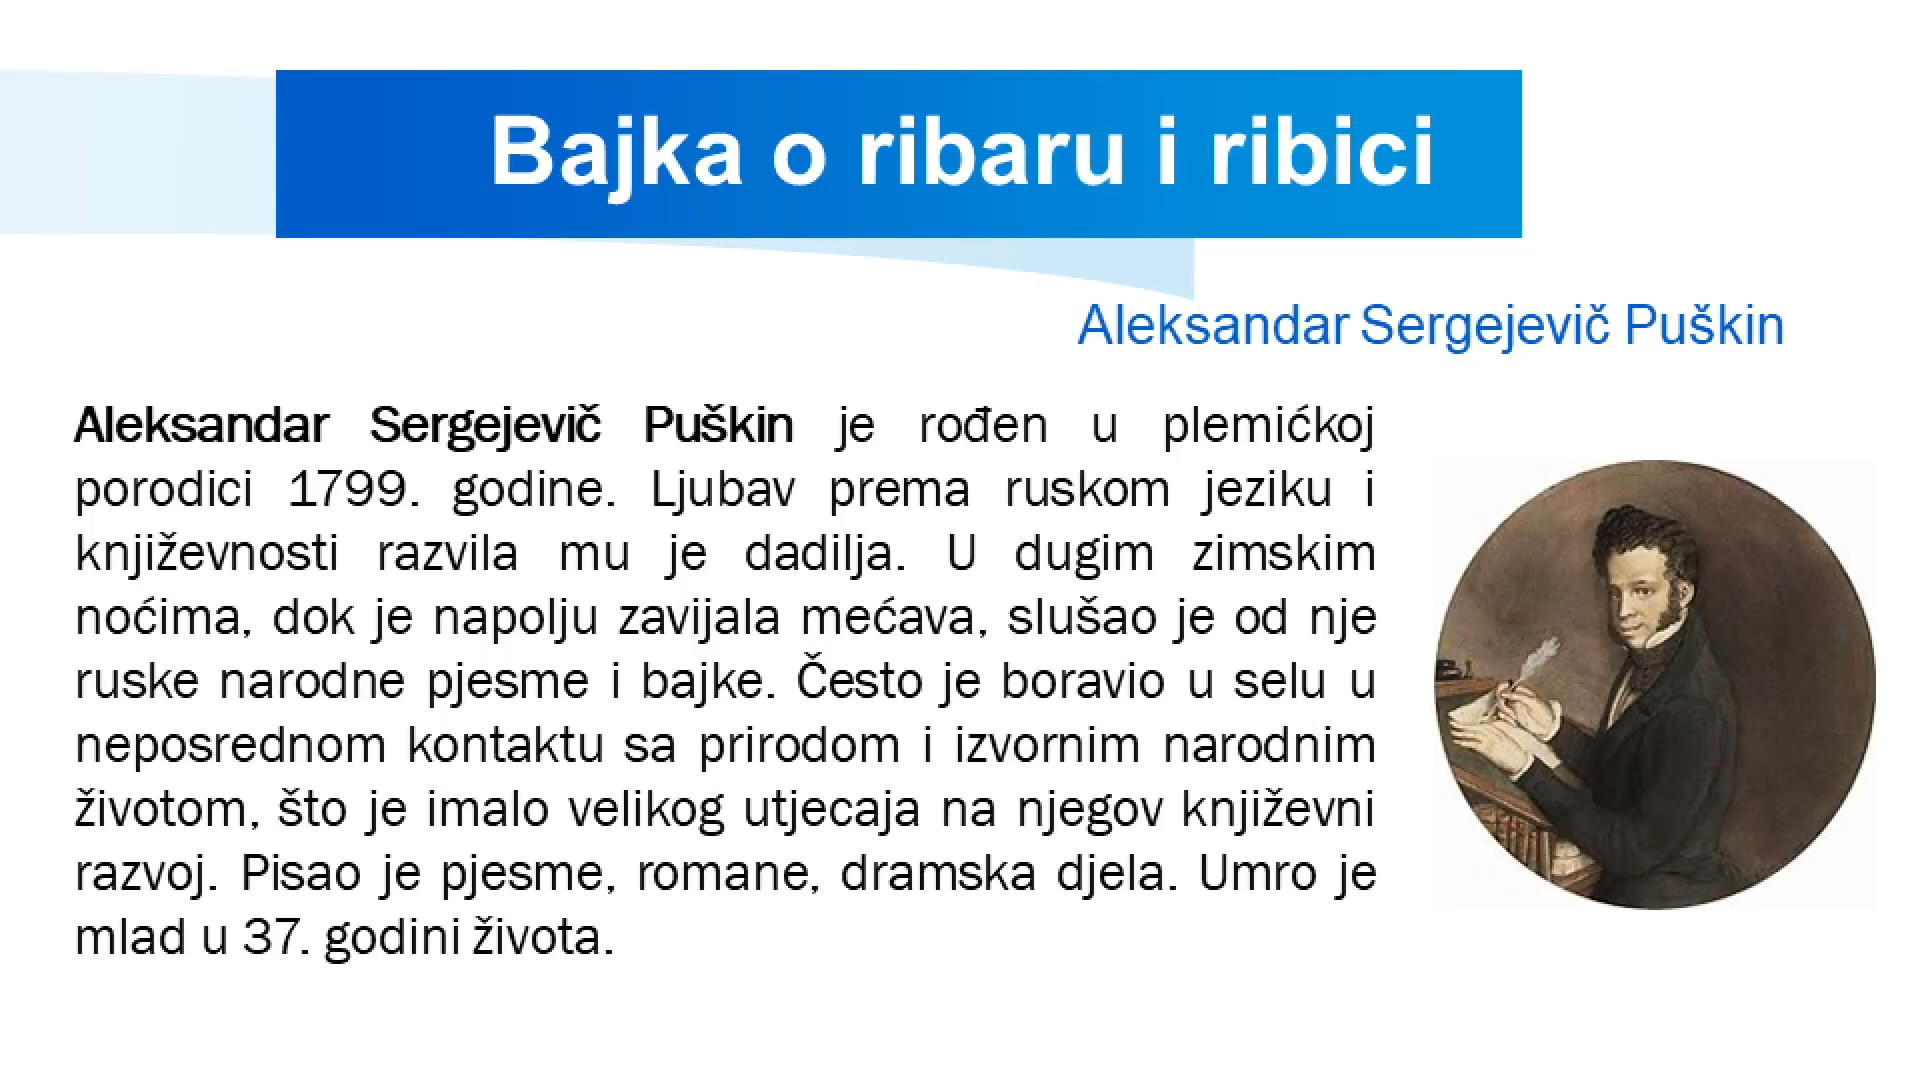 Bajka o ribaru i ribici
Aleksandar Sergejevič Puškin
Aleksandar Sergejevič Puškin je rođen u plemićkoj
porodici 1799. godine. Ljubav prema ruskom jeziku i
književnosti razvila mu je dadilja. U dugim zimskim
noćima, dok je napolju zavijala mećava, slušao je od nje
ruske narodne pjesme i bajke. Često je boravio u selu u
neposrednom kontaktu sa prirodom i izvornim narodnim
životom, što je imalo velikog utjecaja na njegov književni
razvoj. Pisao je pjesme, romane, dramska djela. Umro je
mlad u 37. godini života.